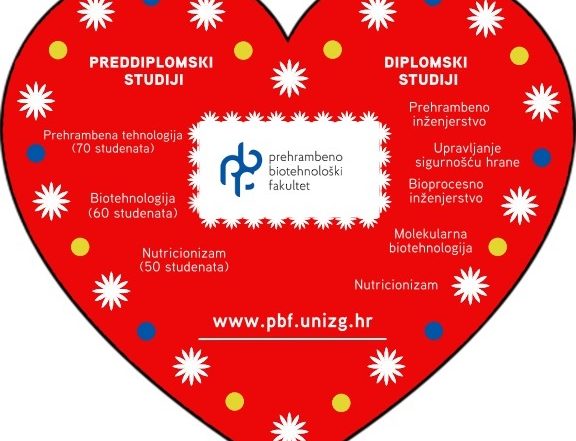 PREDDIPLOMSKI
STUDIJI
Prehrambena tehnologija
(70 studenata)
Biotehnologija
(60 studenata)
Nutricionizam
(50 studenata)
prehrambeno
biotehnološki
fakultet
DIPLOMSKI
STUDIJI
Prehrambeno
inženjerstvo
Upravljanje
sigurnošću hrane
Bioprocesno
inženjerstvo
Molekularna
biotehnologija
Nutricionizam
www.pbf.unizg.hr